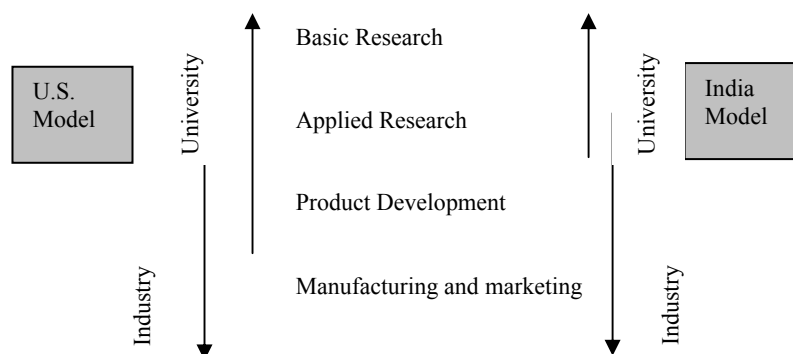 U.S.
Model
University
Industry
Basic Research
Applied Research
Product Development
Manufacturing and marketing
University
Industry
India
Model